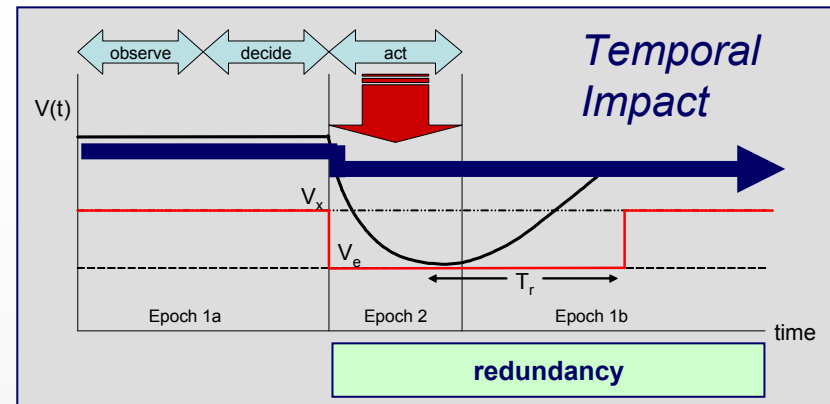 observe decide act
Temporal
Impact
V(t)
Vx
Ve
Tr
Epoch 1a Epoch 2 Epoch 1b
time
redundancy